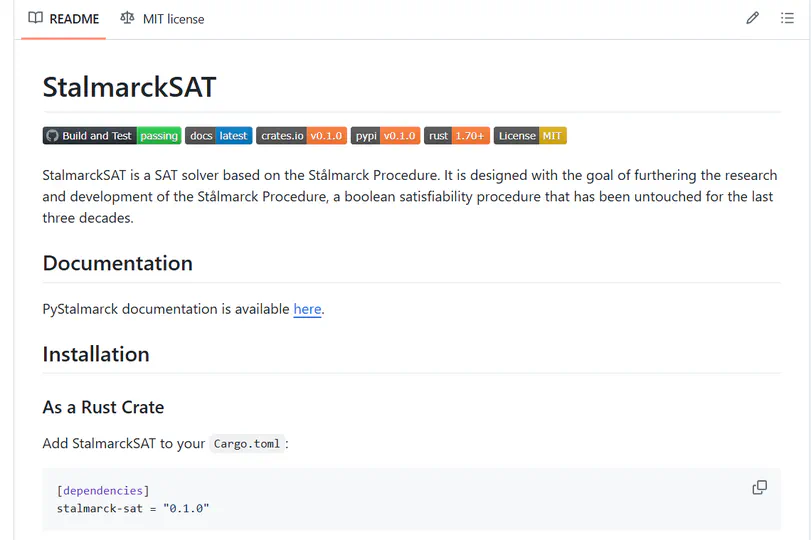 README MIT license
StalmarckSAT
Build and Test passing docs latest crates.io v0.1.0 pypi v0.1.0 rust 1.70+ License MIT
StalmarckSAT is a SAT solver based on the Stålmarck Procedure. It is designed with the goal of furthering the research
and development of the Stålmarck Procedure, a boolean satisfiability procedure that has been untouched for the last
three decades.
Documentation
PyStalmarck documentation is available here.
Installation
As a Rust Crate
Add StalmarckSAT to your Cargo.toml:
[dependencies]
stalmarck-sat = "0.1.0"